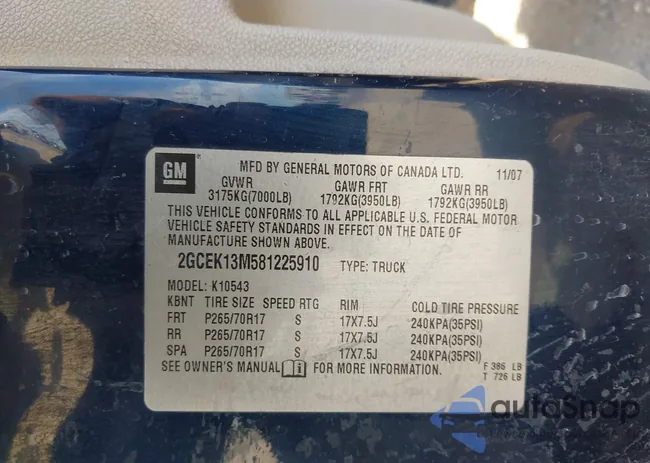 GM
MFD BY GENERAL MOTORS OF CANADA LTD. 11/07
GVWR GAWR FRT GAWR RR
3175KG(7000LB) 1792KG(3950LB) 1792KG(3950LB)
THIS VEHICLE CONFORMS TO ALL APPLICABLE U.S. FEDERAL MOTOR
VEHICLE SAFETY STANDARDS IN EFFECT ON THE DATE OF
MANUFACTURE SHOWN ABOVE.
2GCEK13M581225910 TYPE: TRUCK
MODEL: K10543
KBNT TIRE SIZE SPEED RTG RIM COLD TIRE PRESSURE
FRT P265/70R17 S 17X7.5J 240KPA(35PSI)
RR P265/70R17 S 17X7.5J 240KPA(35PSI)
SPA P265/70R17 S 17X7.5J 240KPA(35PSI)
SEE OWNER'S MANUAL i FOR MORE INFORMATION.
F 386 LB
T 726 LB
autoSnap